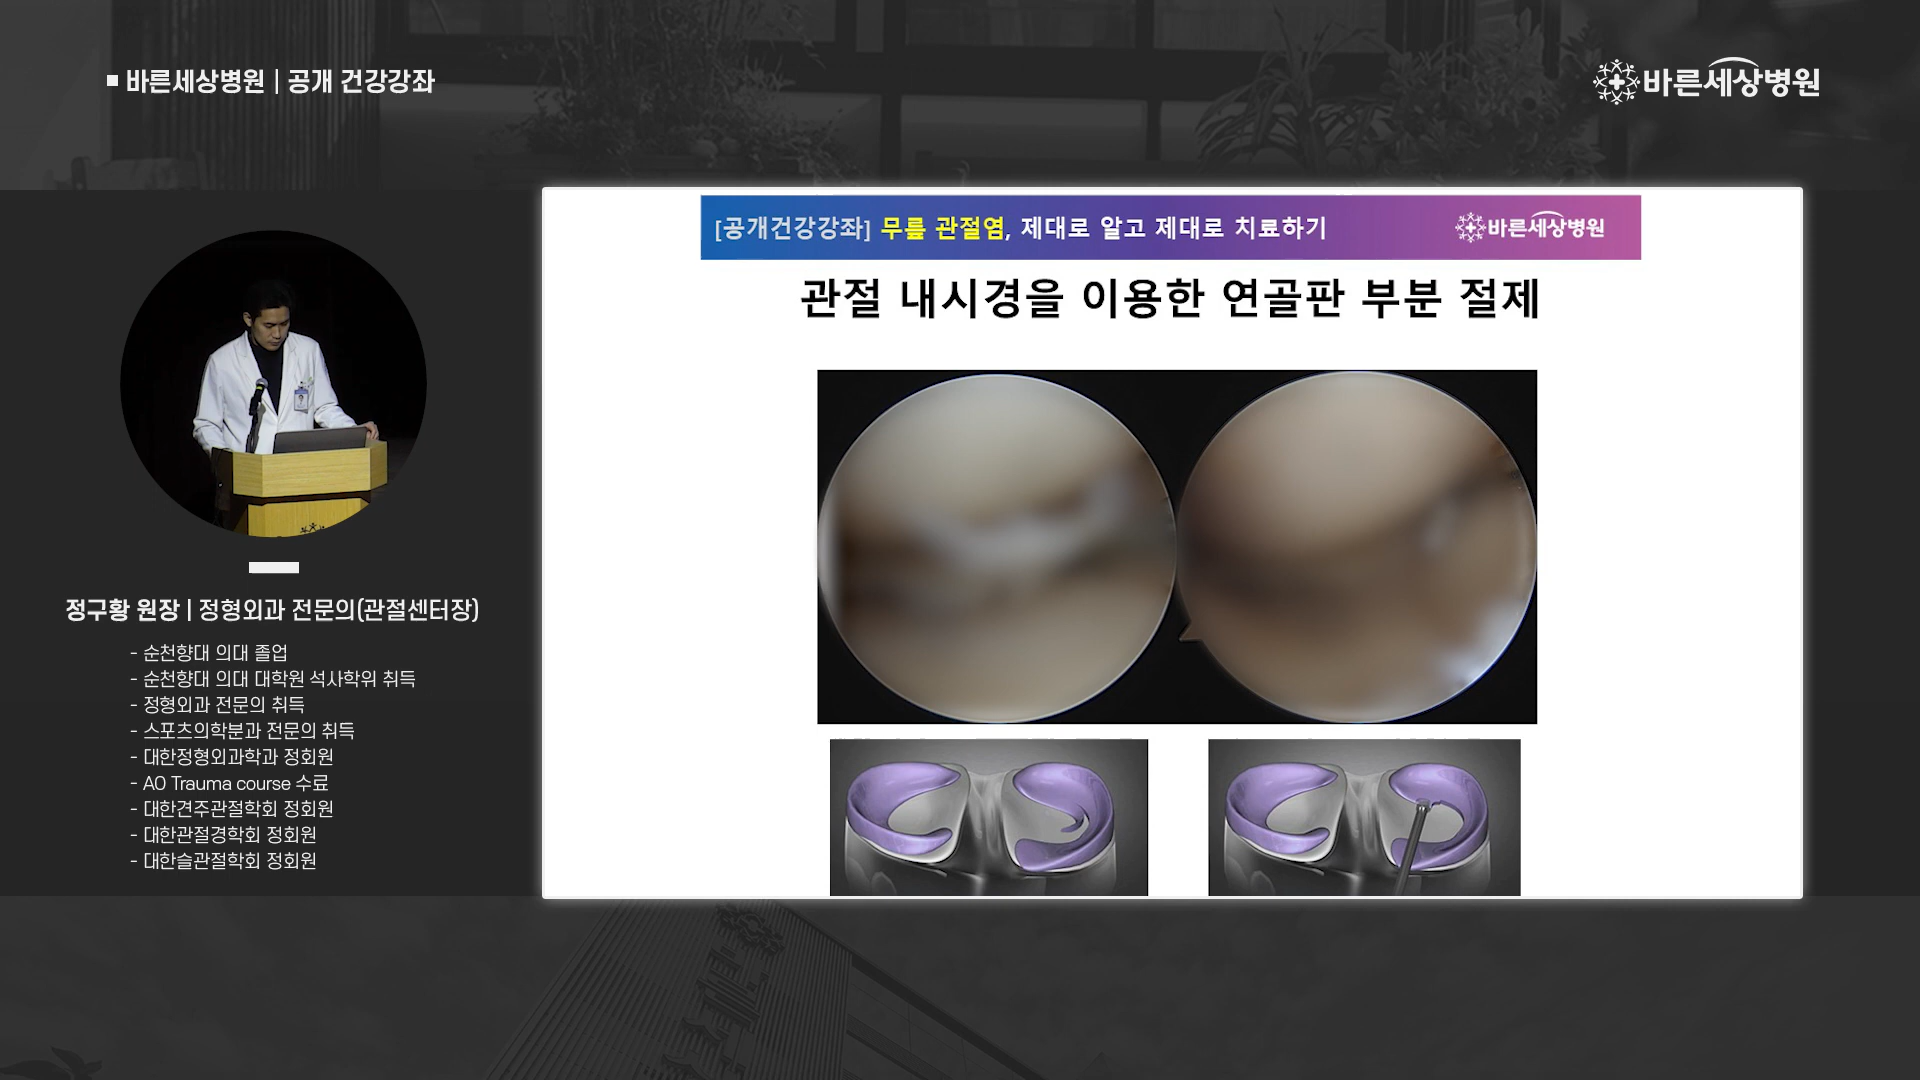 바른세상병원 | 공개 건강강좌
바른세상병원
[공개건강강좌] 무릎 관절염, 제대로 알고 제대로 치료하기
바른세상병원
관절 내시경을 이용한 연골판 부분 절제
정구황 원장 | 정형외과 전문의(관절센터장)
- 순천향대 의대 졸업
- 순천향대 의대 대학원 석사학위 취득
- 정형외과 전문의 취득
- 스포츠의학분과 전문의 취득
- 대한정형외과학과 정회원
- AO Trauma course 수료
- 대한견주관절학회 정회원
- 대한관절경학회 정회원
- 대한슬관절학회 정회원